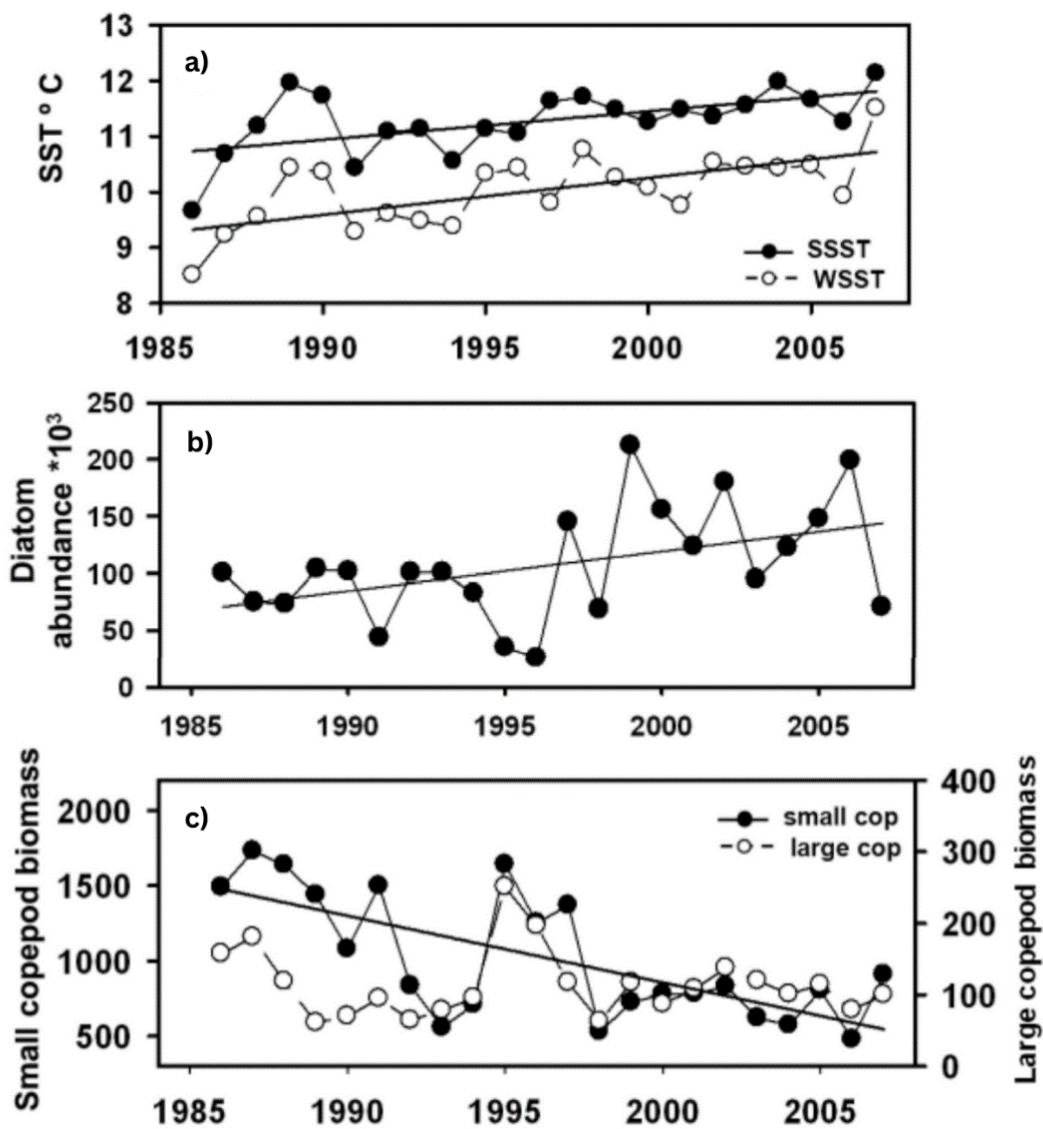 13
12
11
10
9
8
SST º C
a)
SSST
WSST
1985 1990 1995 2000 2005
250
200
150
100
50
0
Diatom
abundance *10³
b)
1985 1990 1995 2000 2005
2000
1500
1000
500
Small copepod biomass
c)
small cop
large cop
400
300
200
100
0
Large copepod biomass
1985 1990 1995 2000 2005